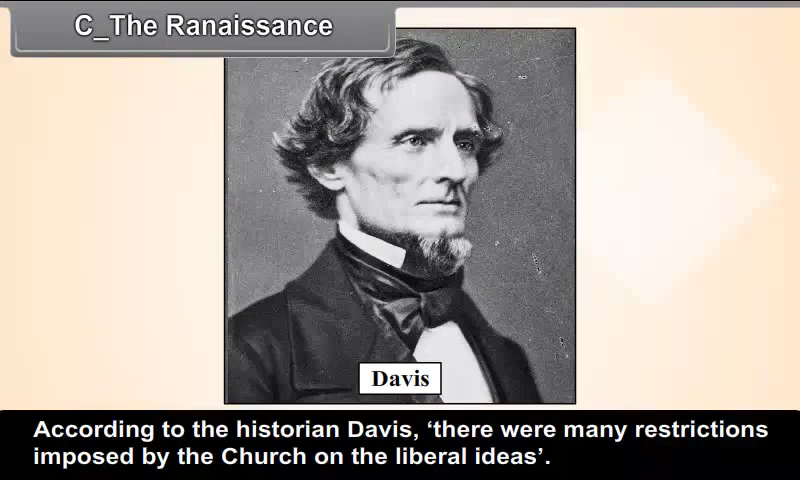 C_The Ranaissance
Davis
According to the historian Davis, ‘there were many restrictions
imposed by the Church on the liberal ideas’.